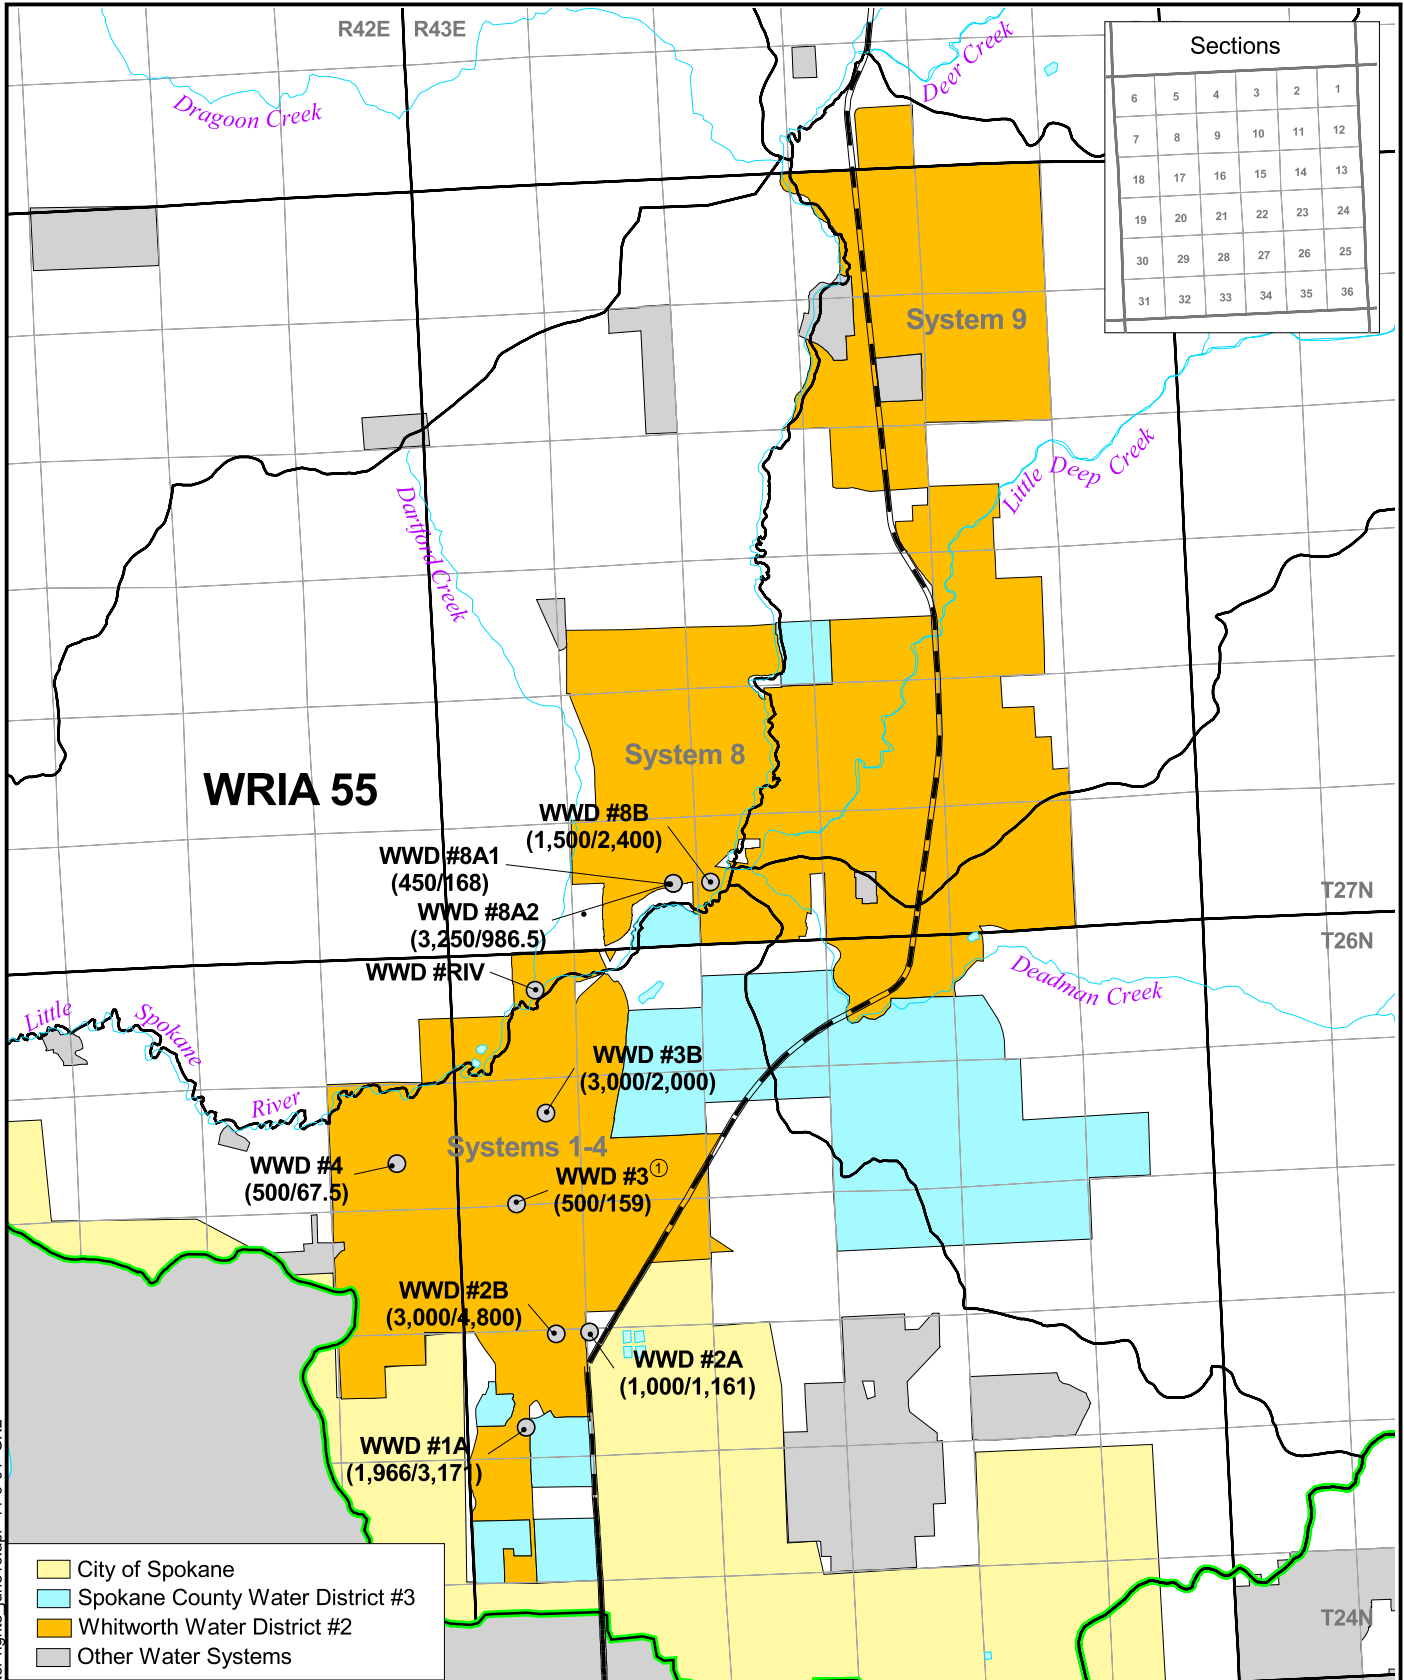 R42E
R43E
Dragoon Creek
Deer Creek
Sections
6 5 4 3 2 1
7 8 9 10 11 12
18 17 16 15 14 13
19 20 21 22 23 24
30 29 28 27 26 25
31 32 33 34 35 36
System 9
Little Deep Creek
Dartford Creek
System 8
WRIA 55
WWD #8B
(1,500/2,400)
WWD #8A1
(450/168)
WWD #8A2
(3,250/986.5)
T27N
T26N
WWD #RIV
Deadman Creek
Little Spokane River
WWD #3B
(3,000/2,000)
Systems 1-4
WWD #4
(500/67.5)
WWD #3 ①
(500/159)
WWD #2B
(3,000/4,800)
WWD #2A
(1,000/1,161)
WWD #1A
(1,966/3,171)
City of Spokane
Spokane County Water District #3
Whitworth Water District #2
Other Water Systems
T24N